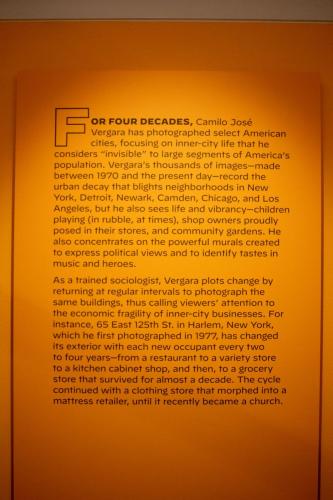 FOR FOUR DECADES, Camilo José
Vergara has photographed select American
cities, focusing on inner-city life that he
considers "invisible" to large segments of America's
population. Vergara's thousands of images—made
between 1970 and the present day—record the
urban decay that blights neighborhoods in New
York, Detroit, Newark, Camden, Chicago, and Los
Angeles, but he also sees life and vibrancy—children
playing (in rubble, at times), shop owners proudly
posed in their stores, and community gardens. He
also concentrates on the powerful murals created
to express political views and to identify tastes in
music and heroes.
As a trained sociologist, Vergara plots change by
returning at regular intervals to photograph the
same buildings, thus calling viewers' attention to
the economic fragility of inner-city businesses. For
instance, 65 East 125th St. in Harlem, New York,
which he first photographed in 1977, has changed
its exterior with each new occupant every two
to four years—from a restaurant to a variety store
to a kitchen cabinet shop, and then, to a grocery
store that survived for almost a decade. The cycle
continued with a clothing store that morphed into a
mattress retailer, until it recently became a church.